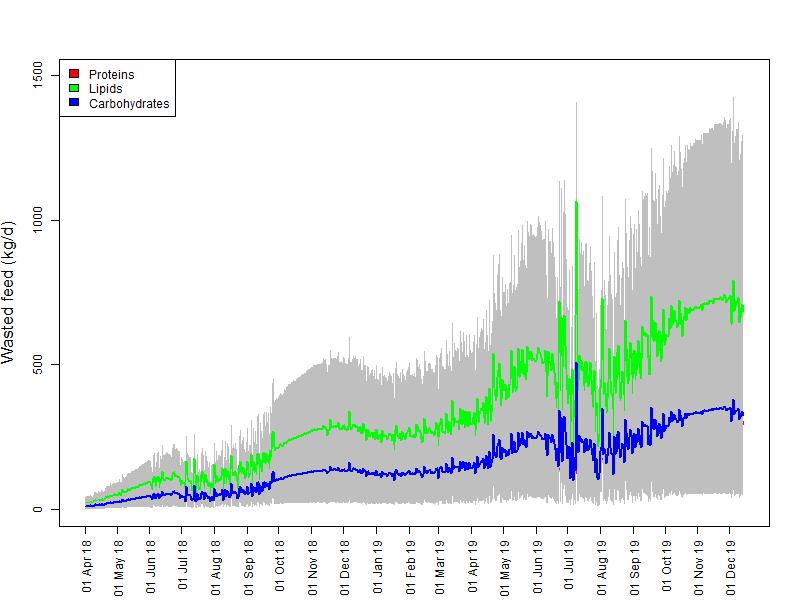 Wasted feed (kg/d)
1500
1000
500
0
Proteins
Lipids
Carbohydrates
01 Apr 18
01 May 18
01 Jun 18
01 Jul 18
01 Aug 18
01 Sep 18
01 Oct 18
01 Nov 18
01 Dec 18
01 Jan 19
01 Feb 19
01 Mar 19
01 Apr 19
01 May 19
01 Jun 19
01 Jul 19
01 Aug 19
01 Sep 19
01 Oct 19
01 Nov 19
01 Dec 19